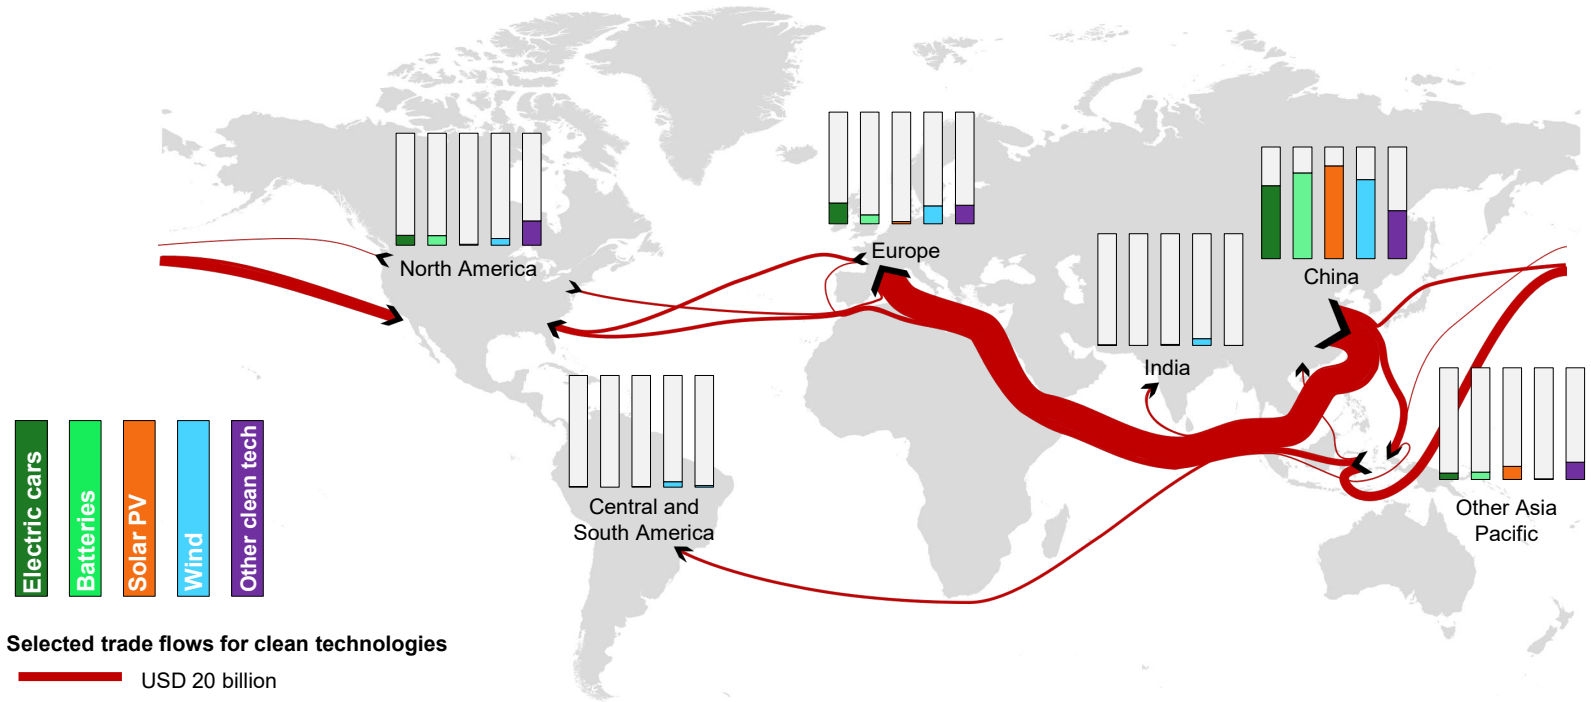 North America
Europe
China
India
Central and
South America
Other Asia
Pacific
Electric cars
Batteries
Solar PV
Wind
Other clean tech
Selected trade flows for clean technologies
USD 20 billion